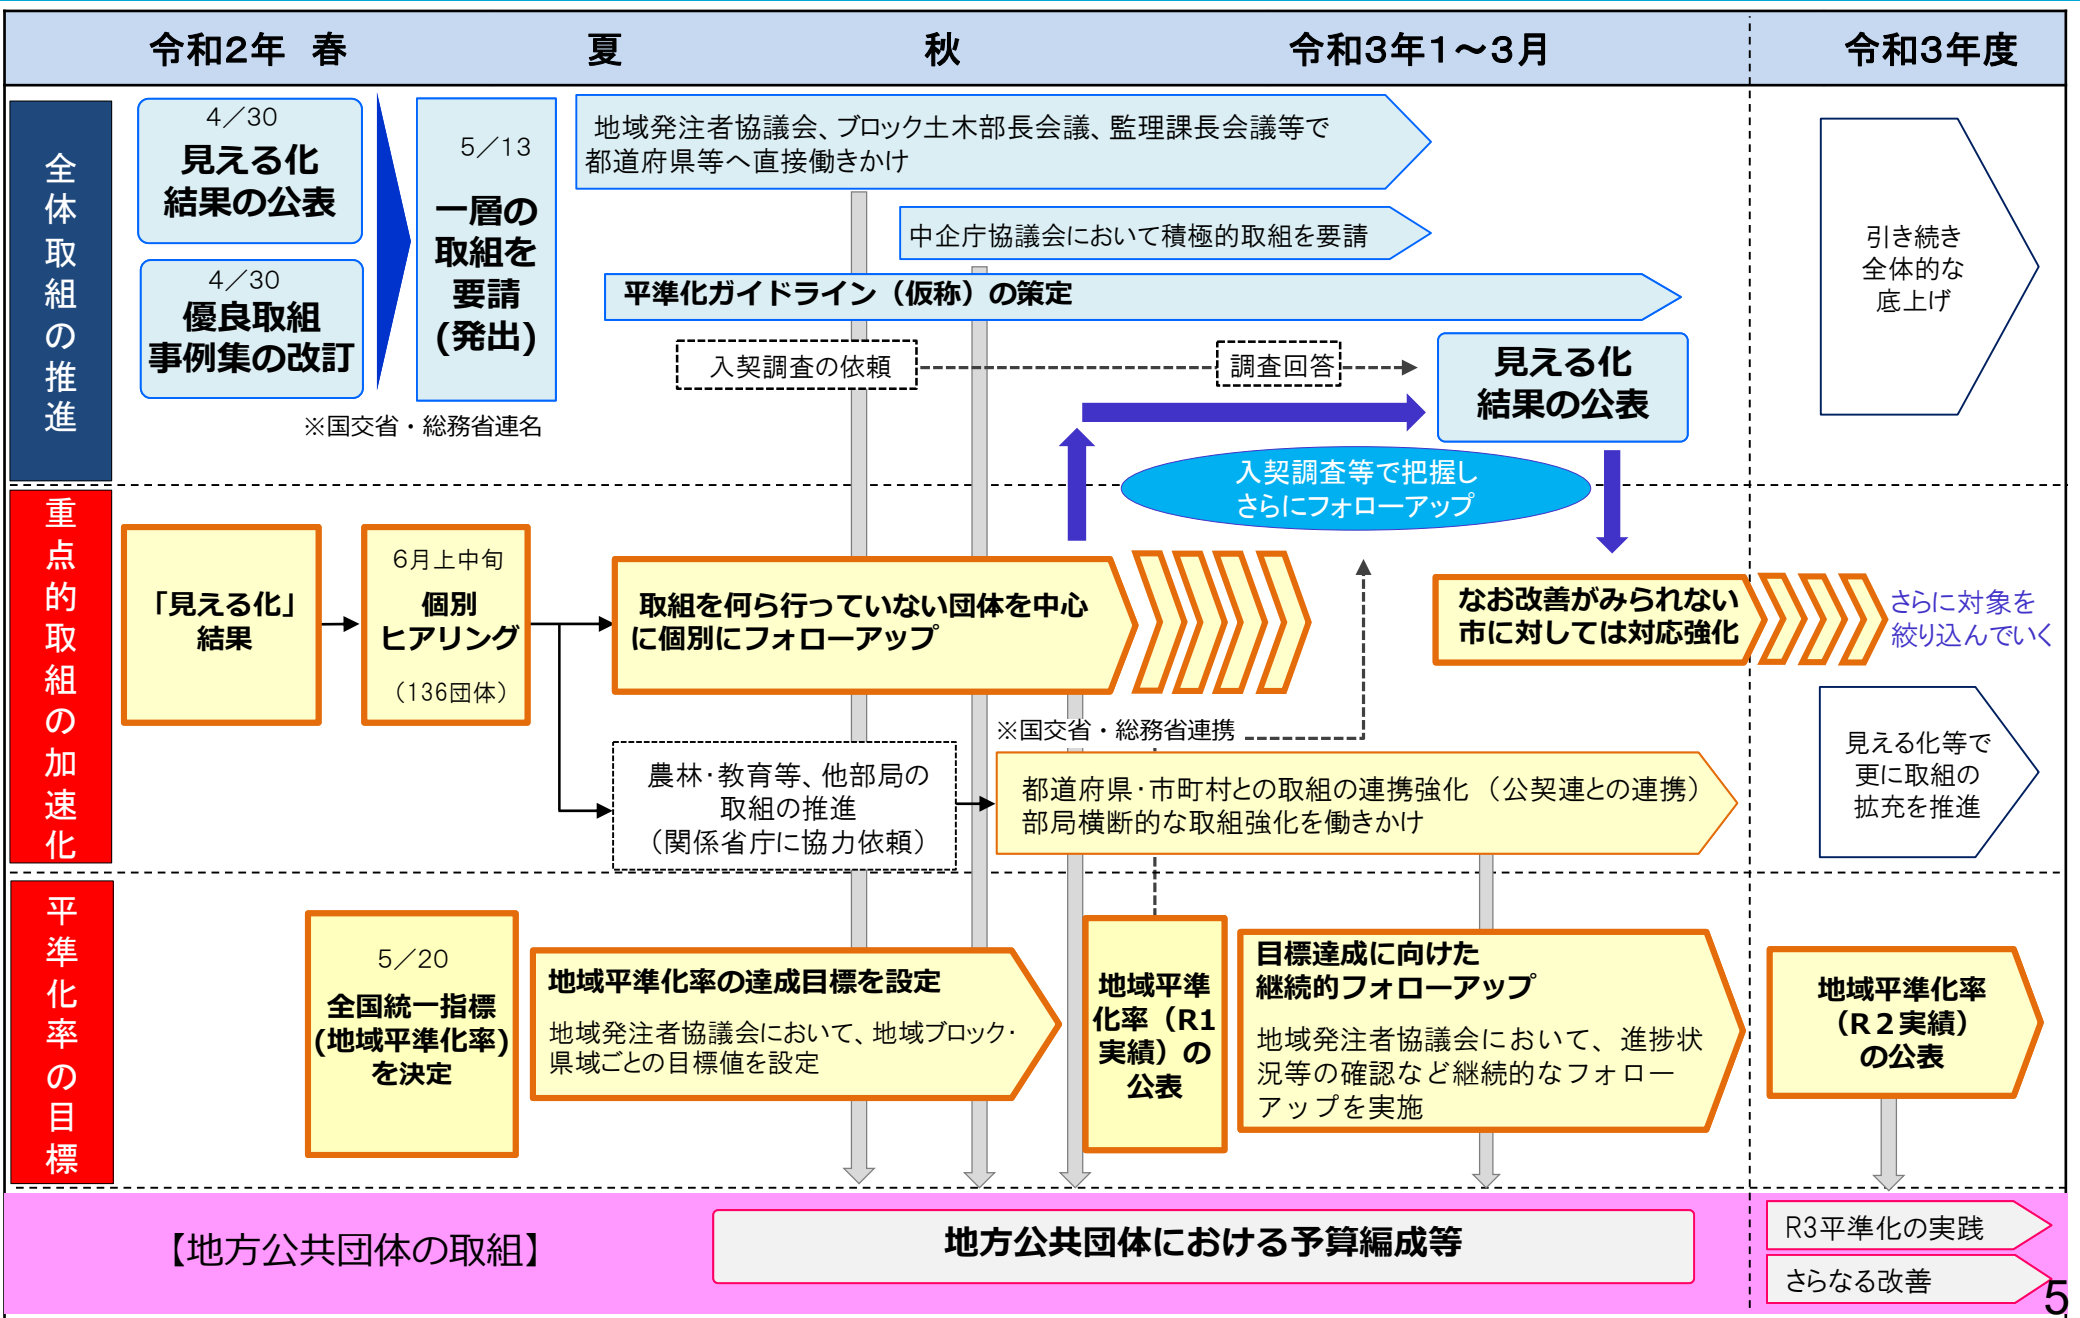 令和2年 春
夏
秋
令和3年1～3月
令和3年度
全体取組の推進
4／30
見える化
結果の公表
4／30
優良取組
事例集の改訂
5／13
一層の
取組を
要請
(発出)
※国交省・総務省連名
地域発注者協議会、ブロック土木部長会議、監理課長会議等で
都道府県等へ直接働きかけ
中企庁協議会において積極的取組を要請
平準化ガイドライン（仮称）の策定
入契調査の依頼
調査回答
見える化
結果の公表
引き続き
全体的な
底上げ
入契調査等で把握し
さらにフォローアップ
重点的取組の加速化
「見える化」
結果
6月上中旬
個別
ヒアリング
（136団体）
取組を何ら行っていない団体を中心
に個別にフォローアップ
なお改善がみられない
市に対しては対応強化
さらに対象を
絞り込んでいく
※国交省・総務省連携
農林・教育等、他部局の
取組の推進
（関係省庁に協力依頼）
都道府県・市町村との取組の連携強化（公契連との連携）
部局横断的な取組強化を働きかけ
見える化等で
更に取組の
拡充を推進
平準化率の目標
5／20
全国統一指標
(地域平準化率)
を決定
地域平準化率の達成目標を設定
地域発注者協議会において、地域ブロック・
県域ごとの目標値を設定
地域平準
化率（R1
実績）の
公表
目標達成に向けた
継続的フォローアップ
地域発注者協議会において、進捗状
況等の確認など継続的なフォロー
アップを実施
地域平準化率
（R２実績）
の公表
【地方公共団体の取組】
地方公共団体における予算編成等
R3平準化の実践
さらなる改善
5